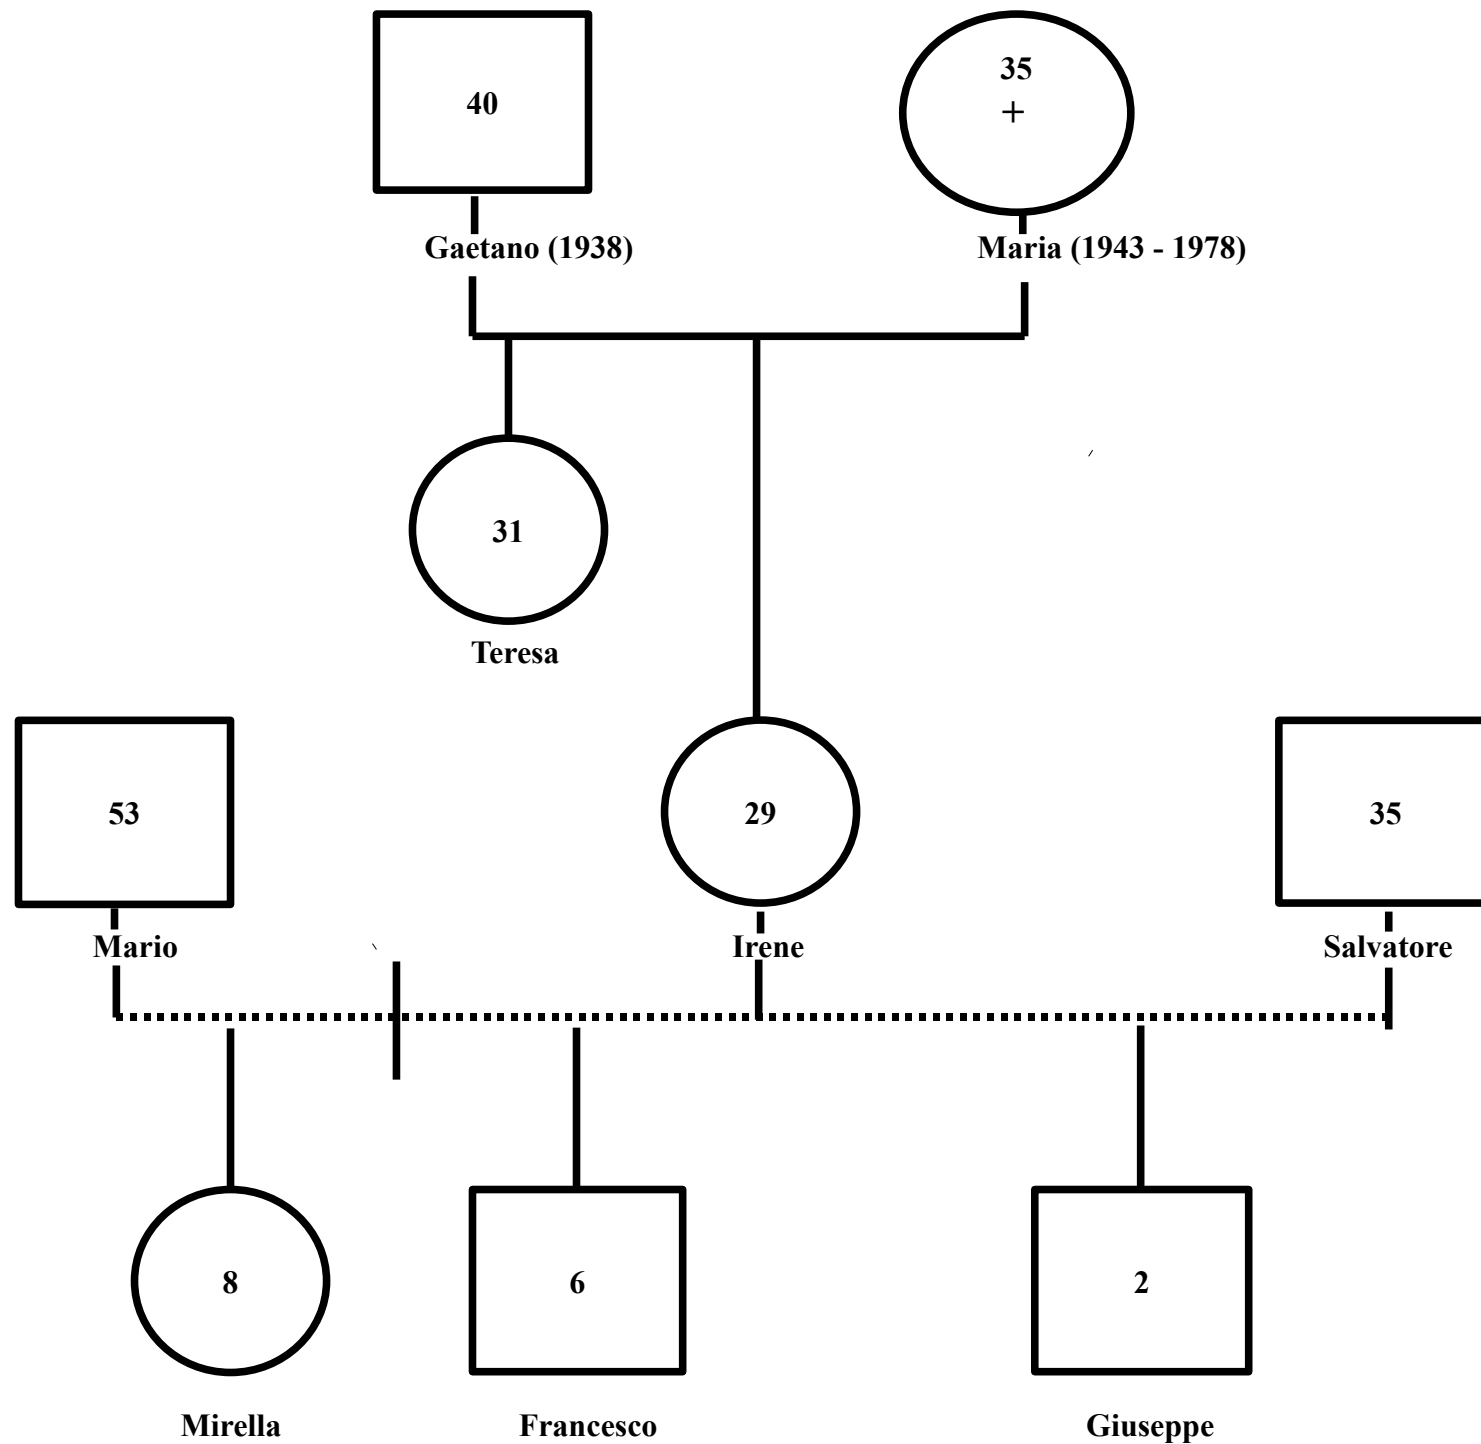 40
35
+
Gaetano (1938)
Maria (1943 - 1978)
31
Teresa
53
29
35
Mario
Irene
Salvatore
8
6
2
Mirella
Francesco
Giuseppe